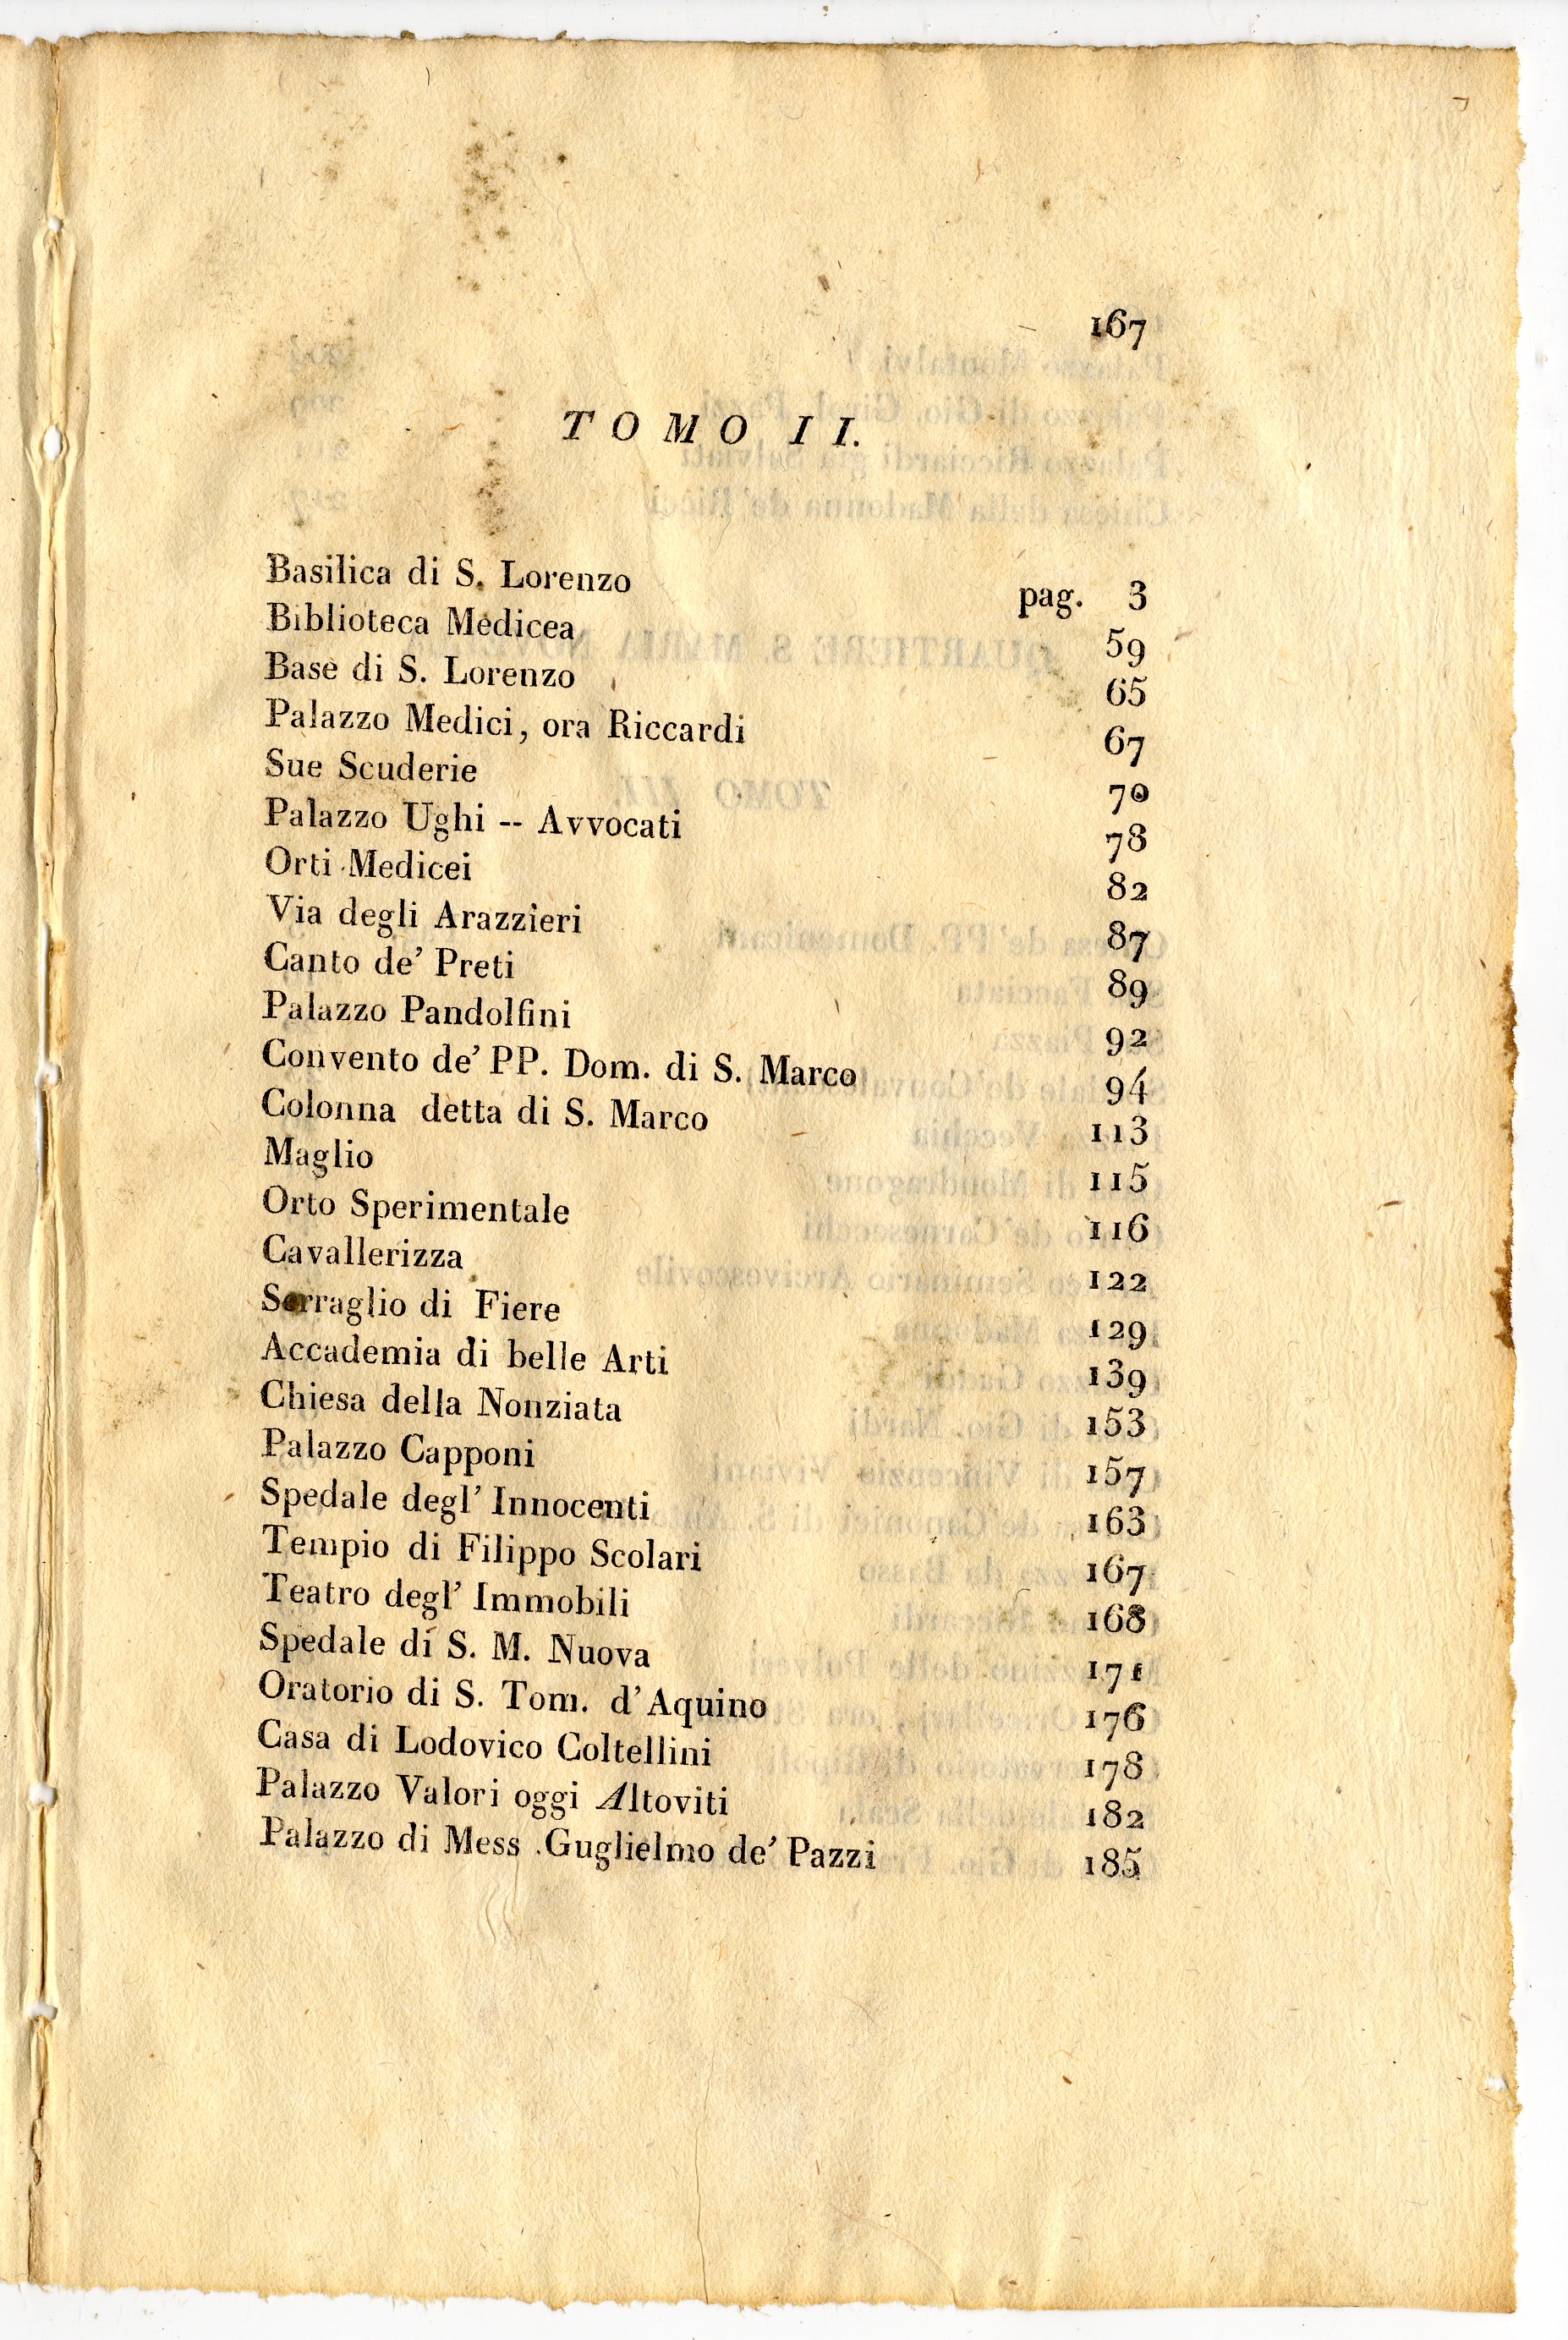 167
TOMO II.
Basilica di S. Lorenzo pag. 3
Biblioteca Medicea 59
Base di S. Lorenzo 65
Palazzo Medici, ora Riccardi 67
Sue Scuderie 70
Palazzo Ughi -- Avvocati 78
Orti Medicei 82
Via degli Arazzieri 87
Canto de' Preti 89
Palazzo Pandolfini 92
Convento de' PP. Dom. di S. Marco 94
Colonna detta di S. Marco 113
Maglio 115
Orto Sperimentale 116
Cavallerizza 122
Serraglio di Fiere 129
Accademia di belle Arti 139
Chiesa della Nonziata 153
Palazzo Capponi 157
Spedale degl' Innocenti 163
Tempio di Filippo Scolari 167
Teatro degl' Immobili 168
Spedale di S. M. Nuova 171
Oratorio di S. Tom. d'Aquino 176
Casa di Lodovico Coltellini 178
Palazzo Valori oggi Altoviti 182
Palazzo di Mess .Guglielmo de' Pazzi 185